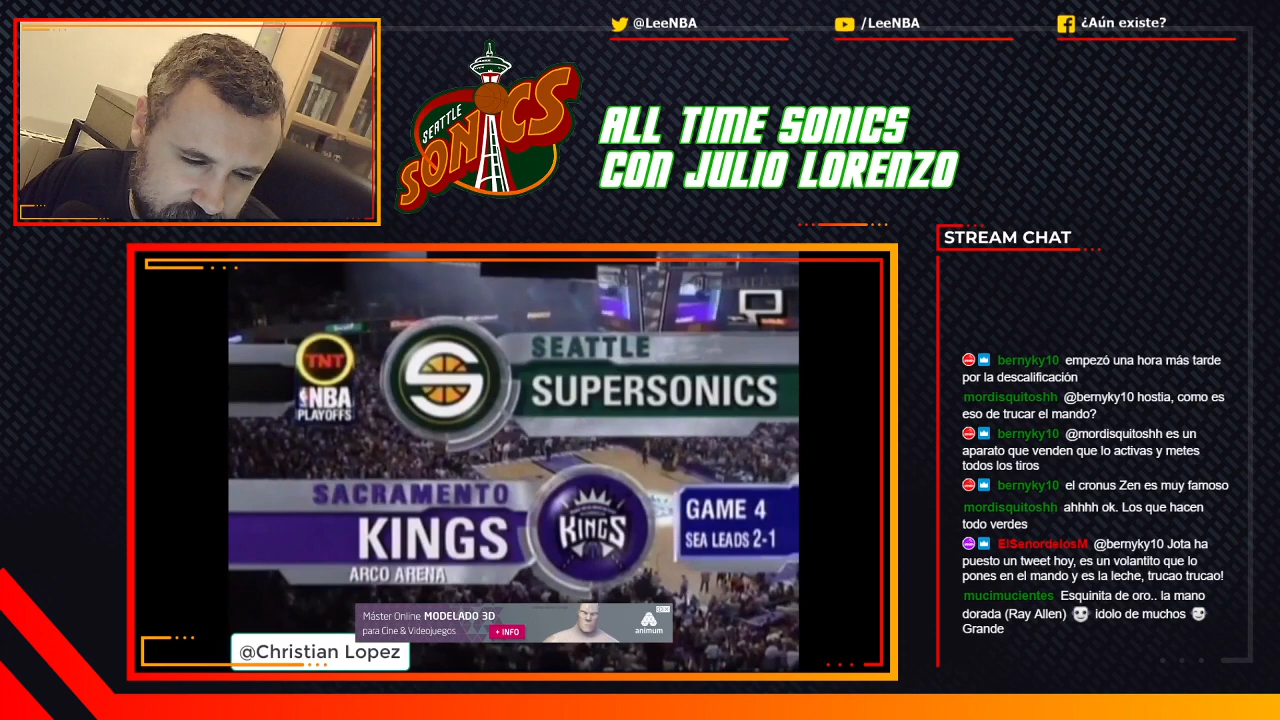 @LeeNBA
/LeeNBA
¿Aún existe?
SEATTLE
SONICS
ALL TIME SONICS
CON JULIO LORENZO
STREAM CHAT
TNT
NBA
PLAYOFFS
SEATTLE
SUPERSONICS
SACRAMENTO
KINGS
ARCO ARENA
KINGS
GAME 4
SEA LEADS 2-1
Máster Online MODELADO 3D
para Cine & Videojuegos
+ INFO
animum
@Christian Lopez
bernyky10 empezó una hora más tarde
por la descalificación
mordisquitoshh @bernyky10 hostia, como es
eso de trucar el mando?
bernyky10 @mordisquitoshh es un
aparato que venden que lo activas y metes
todos los tiros
bernyky10 el cronus Zen es muy famoso
mordisquitoshh ahhhh ok. Los que hacen
todo verdes
ElSenordelosM @bernyky10 Jota ha
puesto un tweet hoy, es un volantito que lo
pones en el mando y es la leche, trucao trucao!
mucimucientes Esquinita de oro.. la mano
dorada (Ray Allen) idolo de muchos
Grande